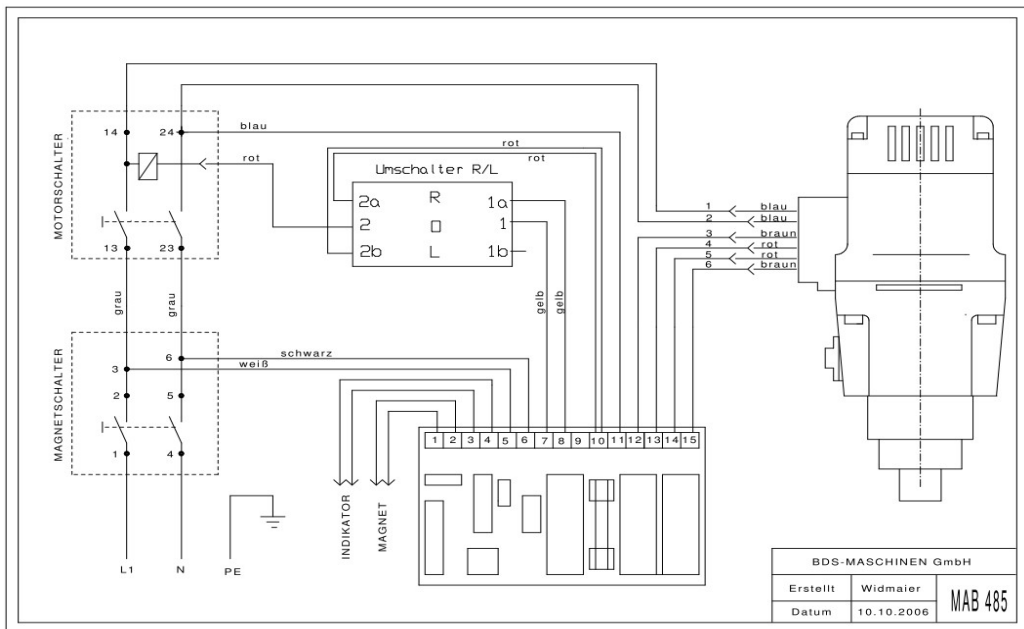 MOTORSCHALTER
14
24
blau
rot
13
23
grau
grau
MAGNETSCHALTER
3
6
2
5
1
4
schwarz
weiß
L1
N
PE
rot
rot
Umschalter R/L
2a
R
1a
2
1
2b
L
1b
gelb
gelb
1 blau
2 blau
3 braun
4 rot
5 rot
6 braun
INDIKATOR
MAGNET
1 2 3 4 5 6 7 8 9 10 11 12 13 14 15
BDS-MASCHINEN GmbH
Erstellt Widmaier
Datum 10.10.2006
MAB 485